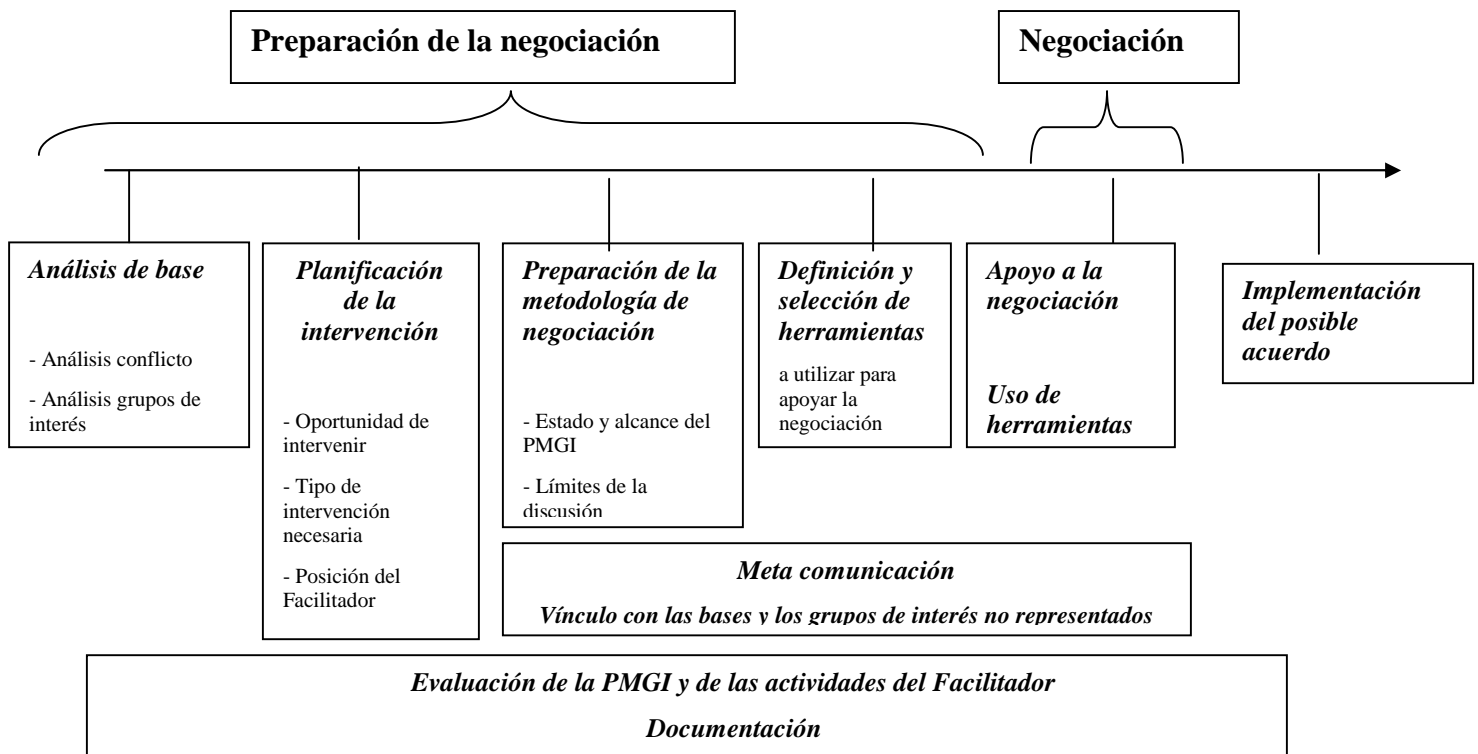 Preparación de la negociación
Negociación
Análisis de base
- Análisis conflicto
- Análisis grupos de
interés
Planificación
de la
intervención
- Oportunidad de
intervenir
- Tipo de
intervención
necesaria
- Posición del
Facilitador
Preparación de la
metodología de
negociación
- Estado y alcance del
PMGI
- Límites de la
discusión
Definición y
selección de
herramientas
a utilizar para
apoyar la
negociación
Apoyo a la
negociación
Uso de
herramientas
Implementación
del posible
acuerdo
Meta comunicación
Vínculo con las bases y los grupos de interés no representados
Evaluación de la PMGI y de las actividades del Facilitador
Documentación